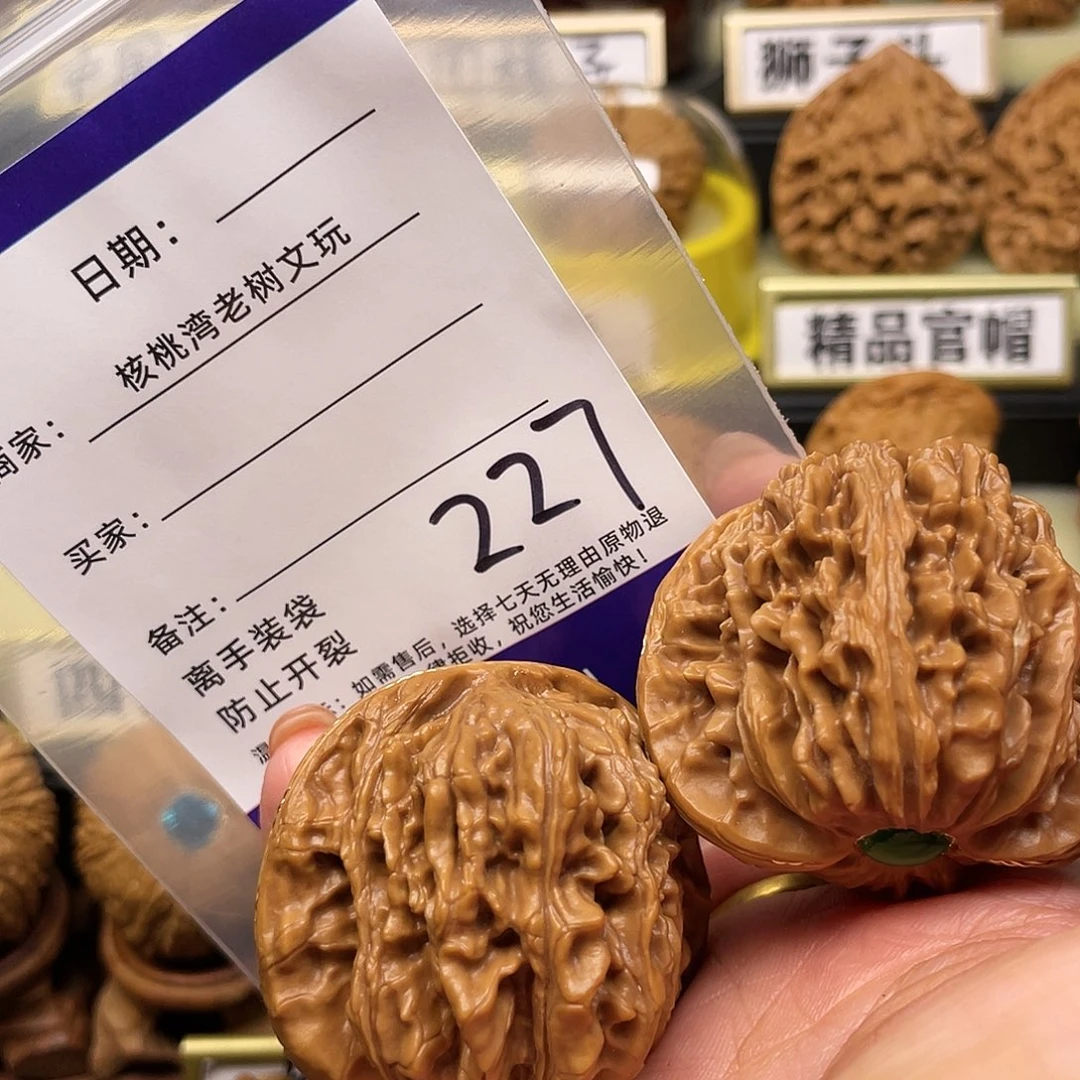 狮子头
精品官帽
日期：
商家：核桃湾老树文玩
买家：
备注：
227
离手装袋
防止开裂
如需售后，选择七天无理由原物退
拒收，祝您生活愉快！